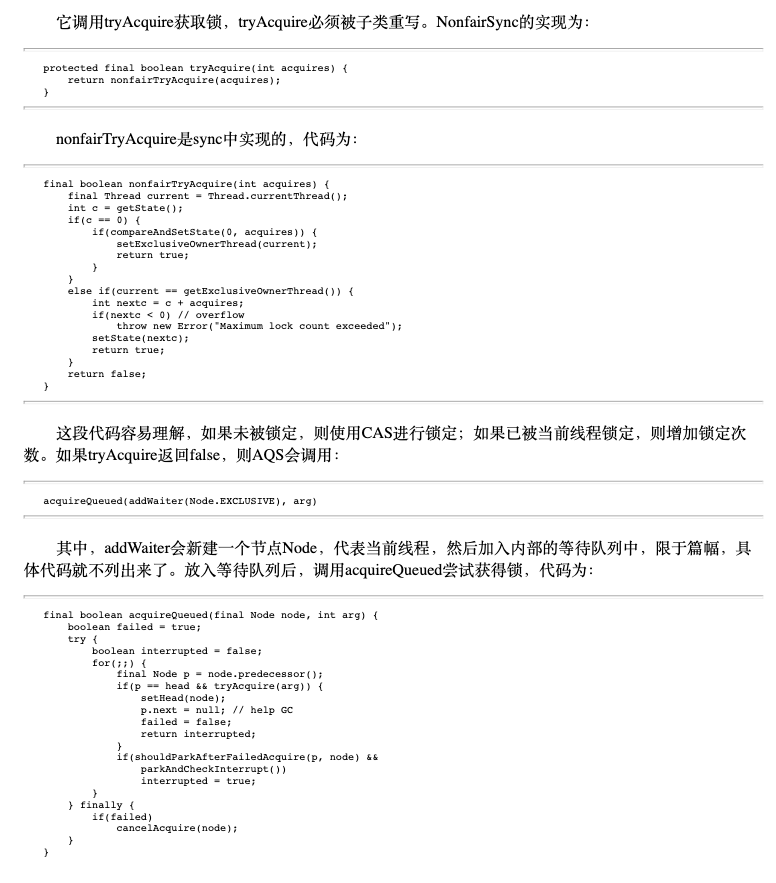 它调用tryAcquire获取锁，tryAcquire必须被子类重写。NonfairSync的实现为：
protected final boolean tryAcquire(int acquires) {
    return nonfairTryAcquire(acquires);
}
nonfairTryAcquire是sync中实现的，代码为：
final boolean nonfairTryAcquire(int acquires) {
    final Thread current = Thread.currentThread();
    int c = getState();
    if(c == 0) {
        if(compareAndSetState(0, acquires)) {
            setExclusiveOwnerThread(current);
            return true;
        }
    }
    else if(current == getExclusiveOwnerThread()) {
        int nextc = c + acquires;
        if(nextc < 0) // overflow
            throw new Error("Maximum lock count exceeded");
        setState(nextc);
        return true;
    }
    return false;
}
这段代码容易理解，如果未被锁定，则使用CAS进行锁定；如果已被当前线程锁定，则增加锁定次
数。如果tryAcquire返回false，则AQS会调用：
acquireQueued(addWaiter(Node.EXCLUSIVE), arg)
其中，addWaiter会新建一个节点Node，代表当前线程，然后加入内部的等待队列中，限于篇幅，具
体代码就不列出来了。放入等待队列后，调用acquireQueued尝试获得锁，代码为：
final boolean acquireQueued(final Node node, int arg) {
    boolean failed = true;
    try {
        boolean interrupted = false;
        for(;;) {
            final Node p = node.predecessor();
            if(p == head && tryAcquire(arg)) {
                setHead(node);
                p.next = null; // help GC
                failed = false;
                return interrupted;
            }
            if(shouldParkAfterFailedAcquire(p, node) &&
                parkAndCheckInterrupt())
                interrupted = true;
        }
    } finally {
        if(failed)
            cancelAcquire(node);
    }
}